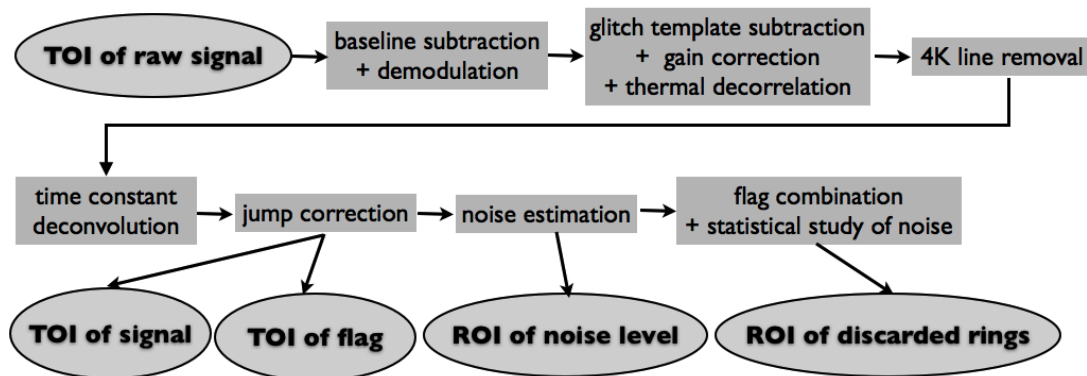 TOI of raw signal
baseline subtraction
+ demodulation
glitch template subtraction
+ gain correction
+ thermal decorrelation
4K line removal
time constant
deconvolution
jump correction
noise estimation
flag combination
+ statistical study of noise
TOI of signal
TOI of flag
ROI of noise level
ROI of discarded rings